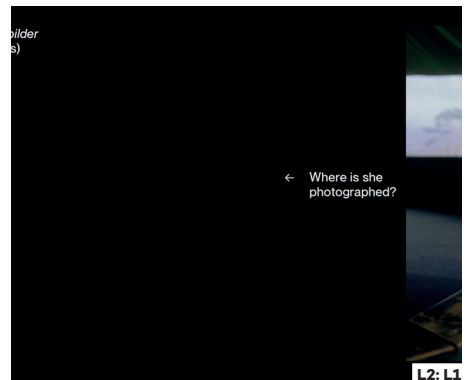 bilder
s)
← Where is she
photographed?
L2: L1